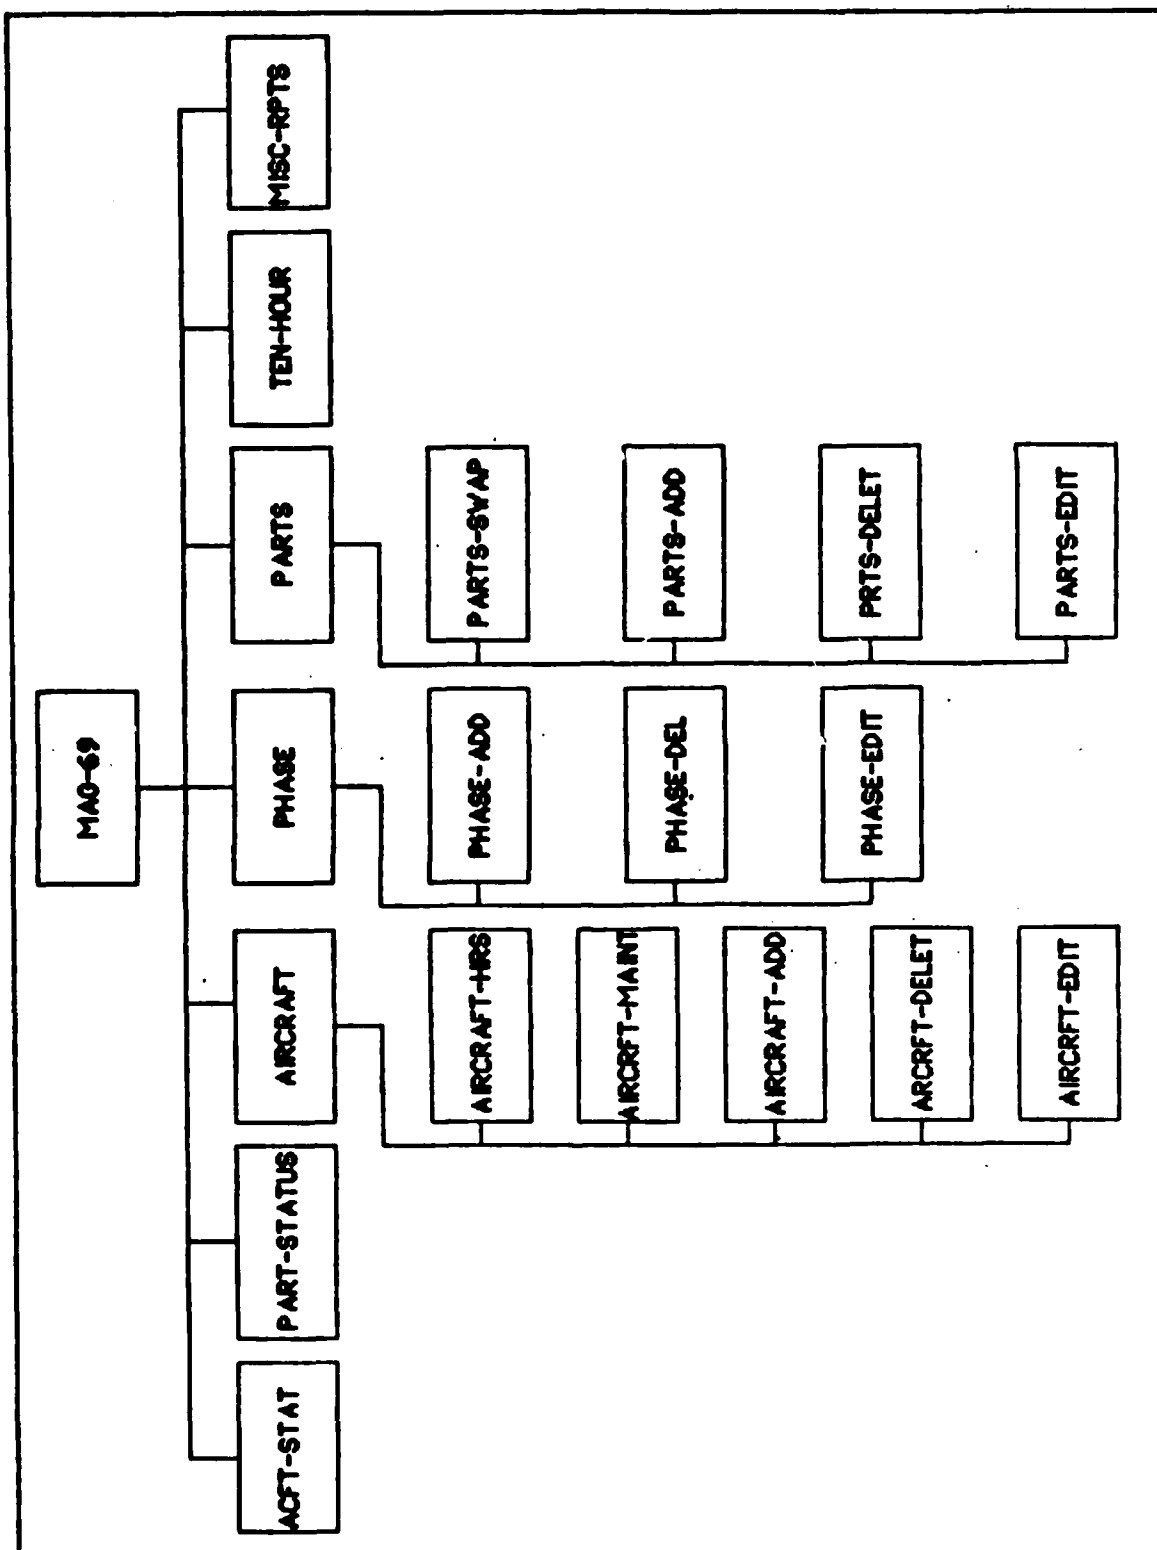 MAG-69
ACFT-STAT
PART-STATUS
AIRCRAFT
PHASE
PARTS
TEN-HOUR
MISC-RPTS
AIRCRAFT-HRS
AIRCRFT-MAINT
AIRCRAFT-ADD
ARCRFT-DELET
AIRCRFT-EDIT
PHASE-ADD
PHASE-DEL
PHASE-EDIT
PARTS-SWAP
PARTS-ADD
PRTS-DELET
PARTS-EDIT